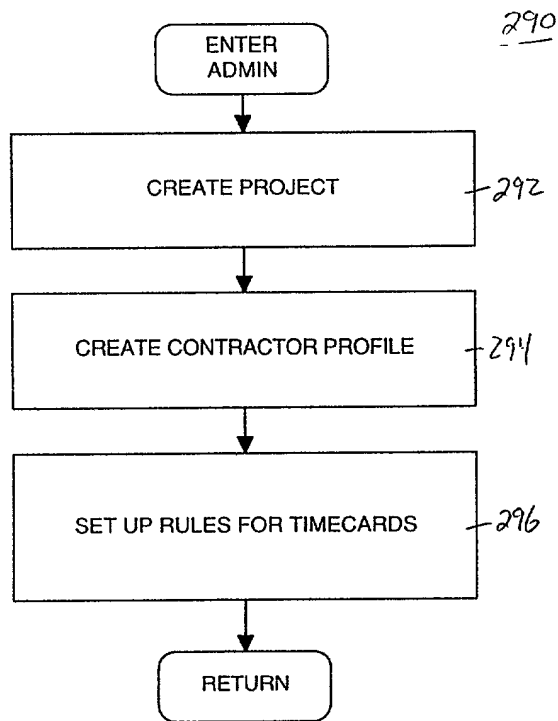 290
ENTER
ADMIN
CREATE PROJECT
292
CREATE CONTRACTOR PROFILE
294
SET UP RULES FOR TIMECARDS
296
RETURN